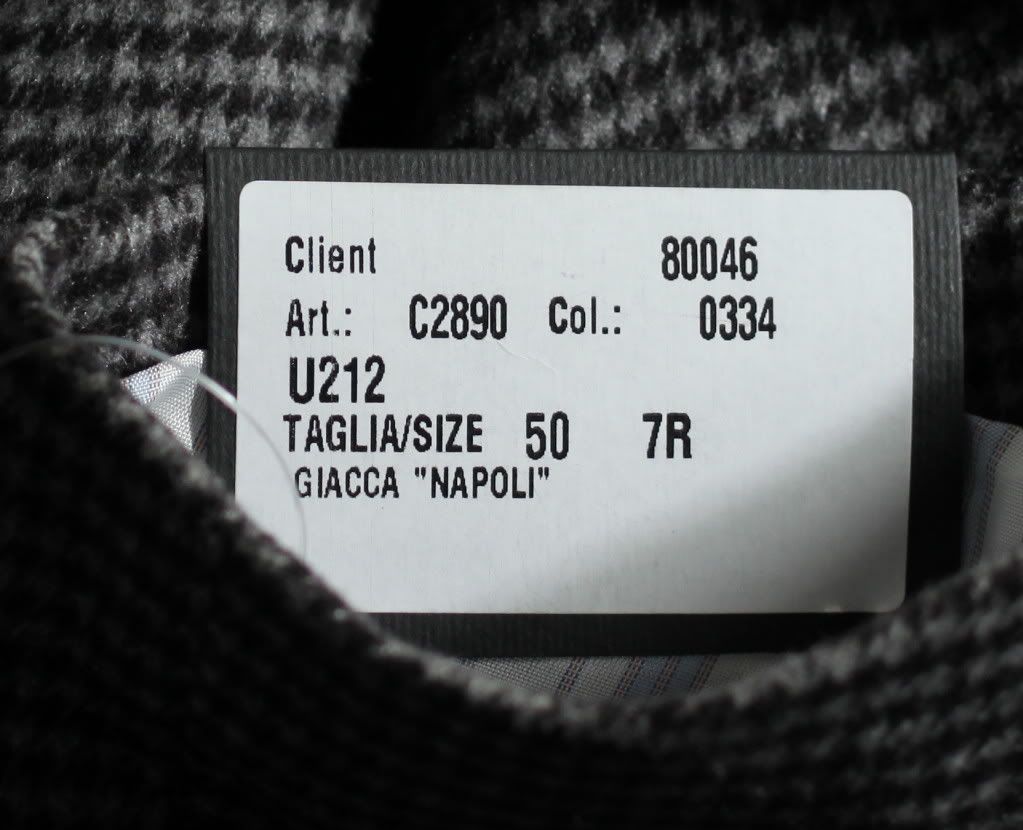 Client 80046
Art.: C2890 Col.: 0334
U212
TAGLIA/SIZE 50 7R
GIACCA "NAPOLI"